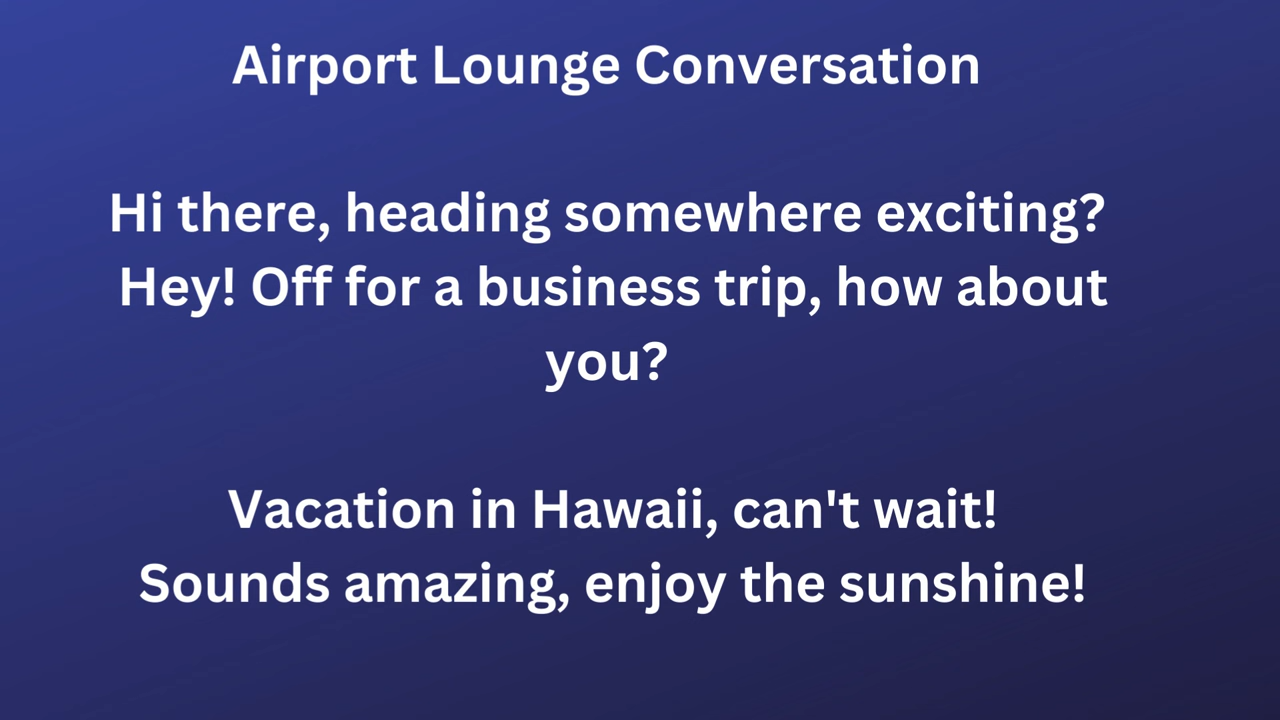 Airport Lounge Conversation
Hi there, heading somewhere exciting?
Hey! Off for a business trip, how about
you?
Vacation in Hawaii, can't wait!
Sounds amazing, enjoy the sunshine!